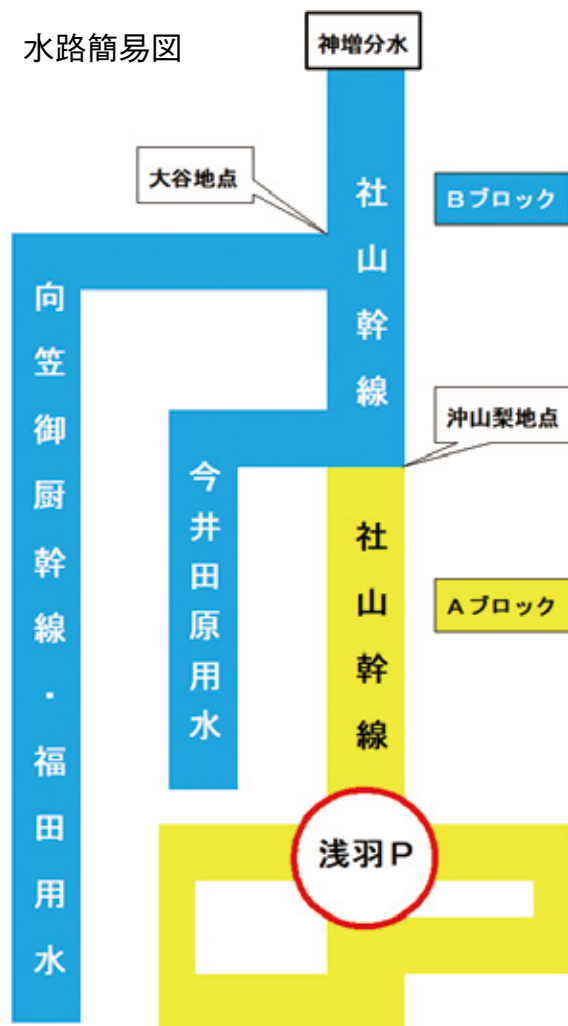 水路簡易図
神増分水
大谷地点
社山幹線
Bブロック
向笠御厨幹線・福田用水
沖山梨地点
今井田原用水
社山幹線
Aブロック
浅羽P